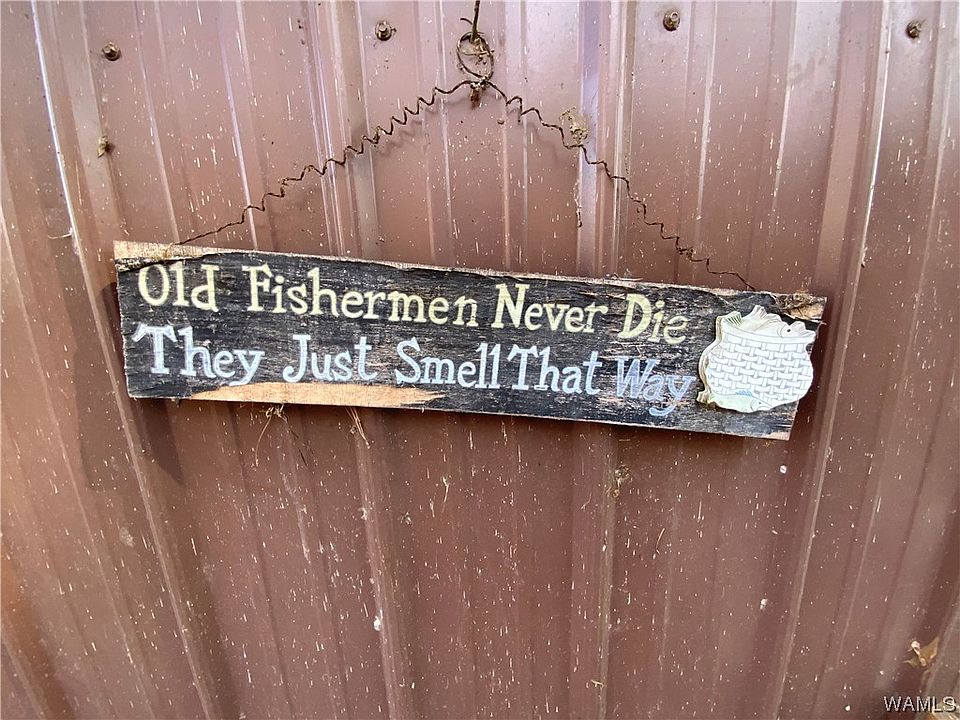 Old Fishermen Never Die
They Just Smell That Way
WAMLS